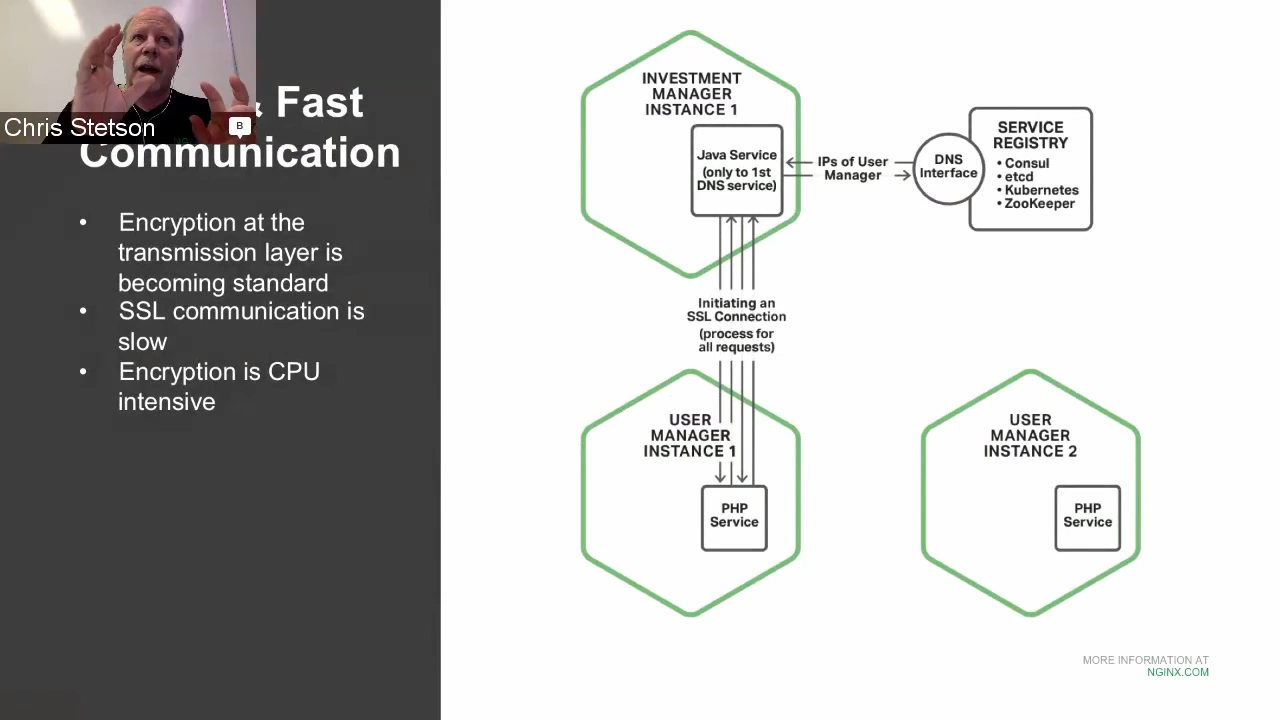 Chris Stetson
B
& Fast
Communication
• Encryption at the
transmission layer is
becoming standard
• SSL communication is
slow
• Encryption is CPU
intensive
INVESTMENT
MANAGER
INSTANCE 1
Java Service
(only to 1st
DNS service)
IPs of User
Manager
DNS
Interface
SERVICE
REGISTRY
• Consul
• etcd
• Kubernetes
• ZooKeeper
Initiating an
SSL Connection
(process for
all requests)
USER
MANAGER
INSTANCE 1
PHP
Service
USER
MANAGER
INSTANCE 2
PHP
Service
MORE INFORMATION AT
NGINX.COM